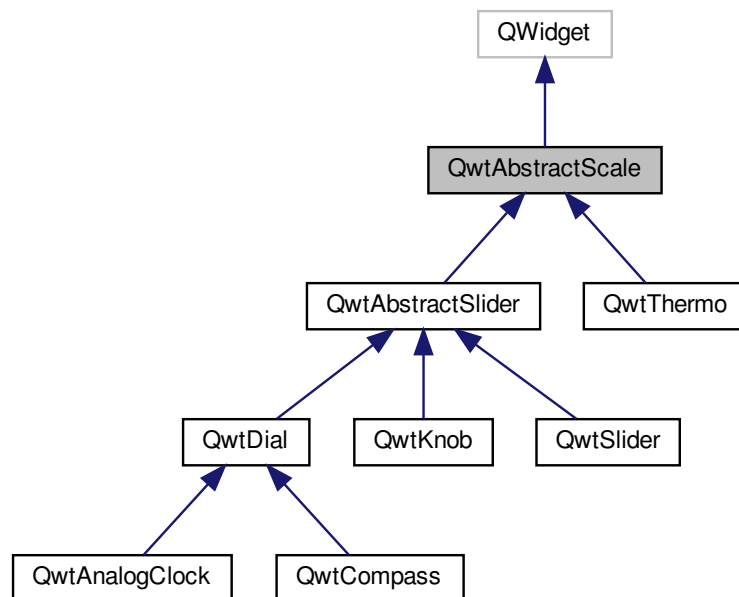 QWidget
QwtAbstractScale
QwtAbstractSlider
QwtThermo
QwtDial
QwtKnob
QwtSlider
QwtAnalogClock
QwtCompass